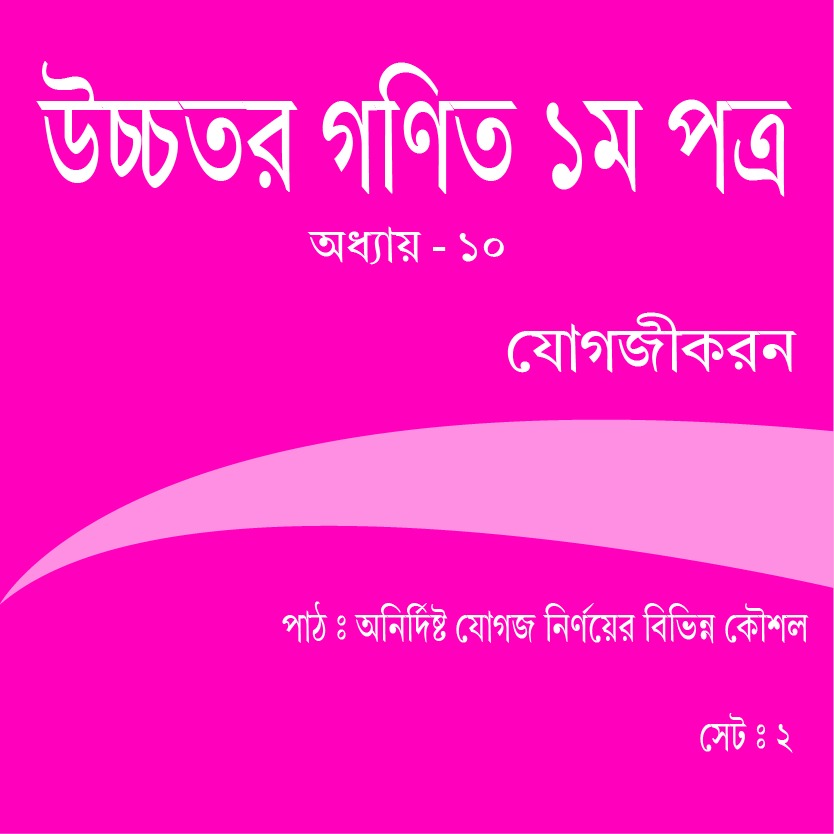 উচ্চতর গণিত ১ম পত্র
অধ্যায় - ১০
যোগজীকরন
পাঠ ঃ অনির্দিষ্ট যোগজ নির্ণয়ের বিভিন্ন কৌশল
সেট ঃ ২